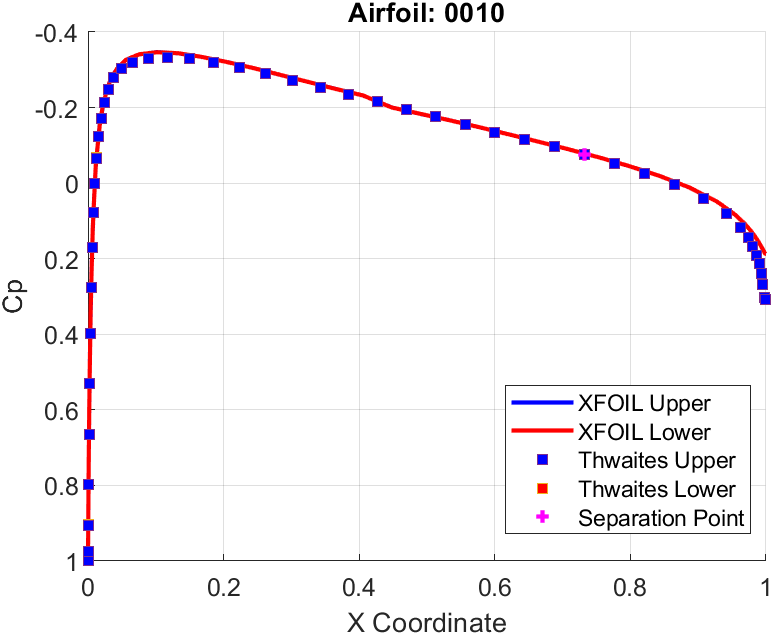 Airfoil: 0010
-0.4
-0.2
0
0.2
0.4
0.6
0.8
1
Cp
0 0.2 0.4 0.6 0.8 1
X Coordinate
XFOIL Upper
XFOIL Lower
Thwaites Upper
Thwaites Lower
Separation Point